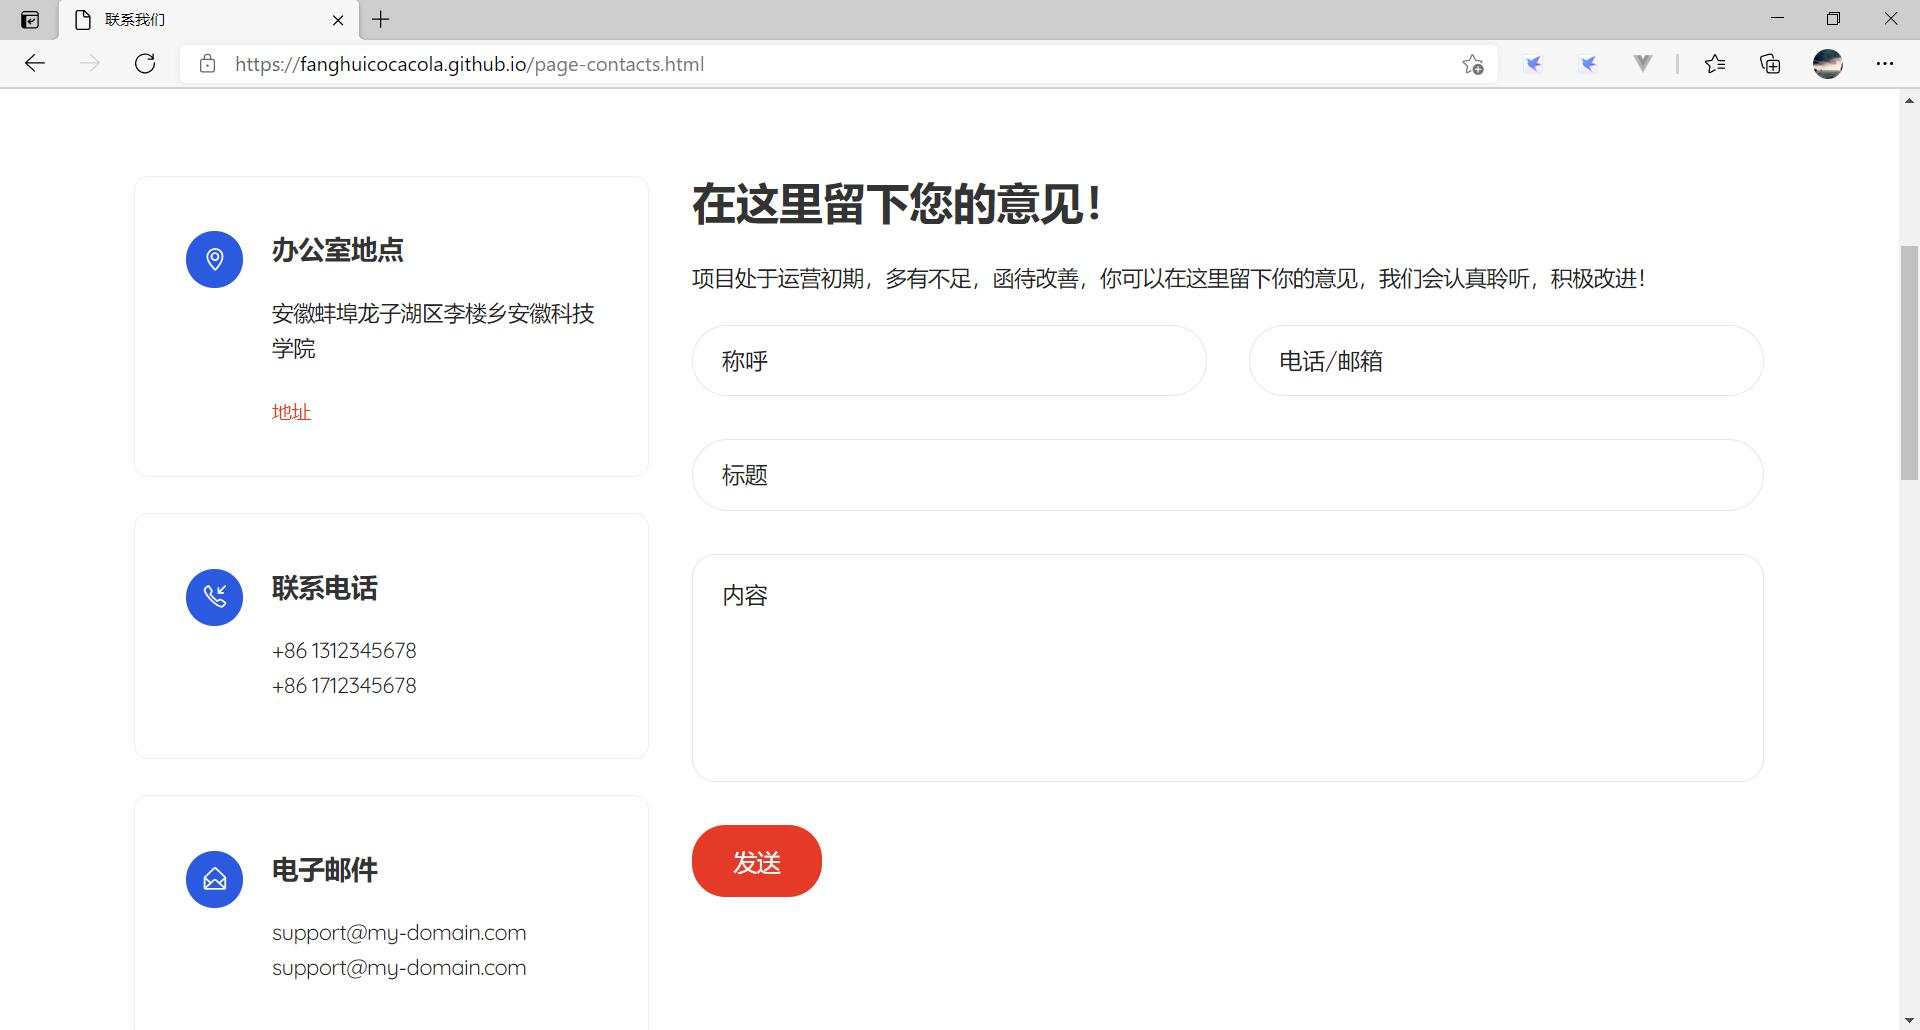 联系我们
https://fanghuicocacola.github.io/page-contacts.html
办公室地点
安徽蚌埠龙子湖区李楼乡安徽科技
学院
地址
联系电话
+86 1312345678
+86 1712345678
电子邮件
support@my-domain.com
support@my-domain.com
在这里留下您的意见！
项目处于运营初期，多有不足，函待改善，你可以在这里留下你的意见，我们会认真聆听，积极改进！
称呼
电话/邮箱
标题
内容
发送